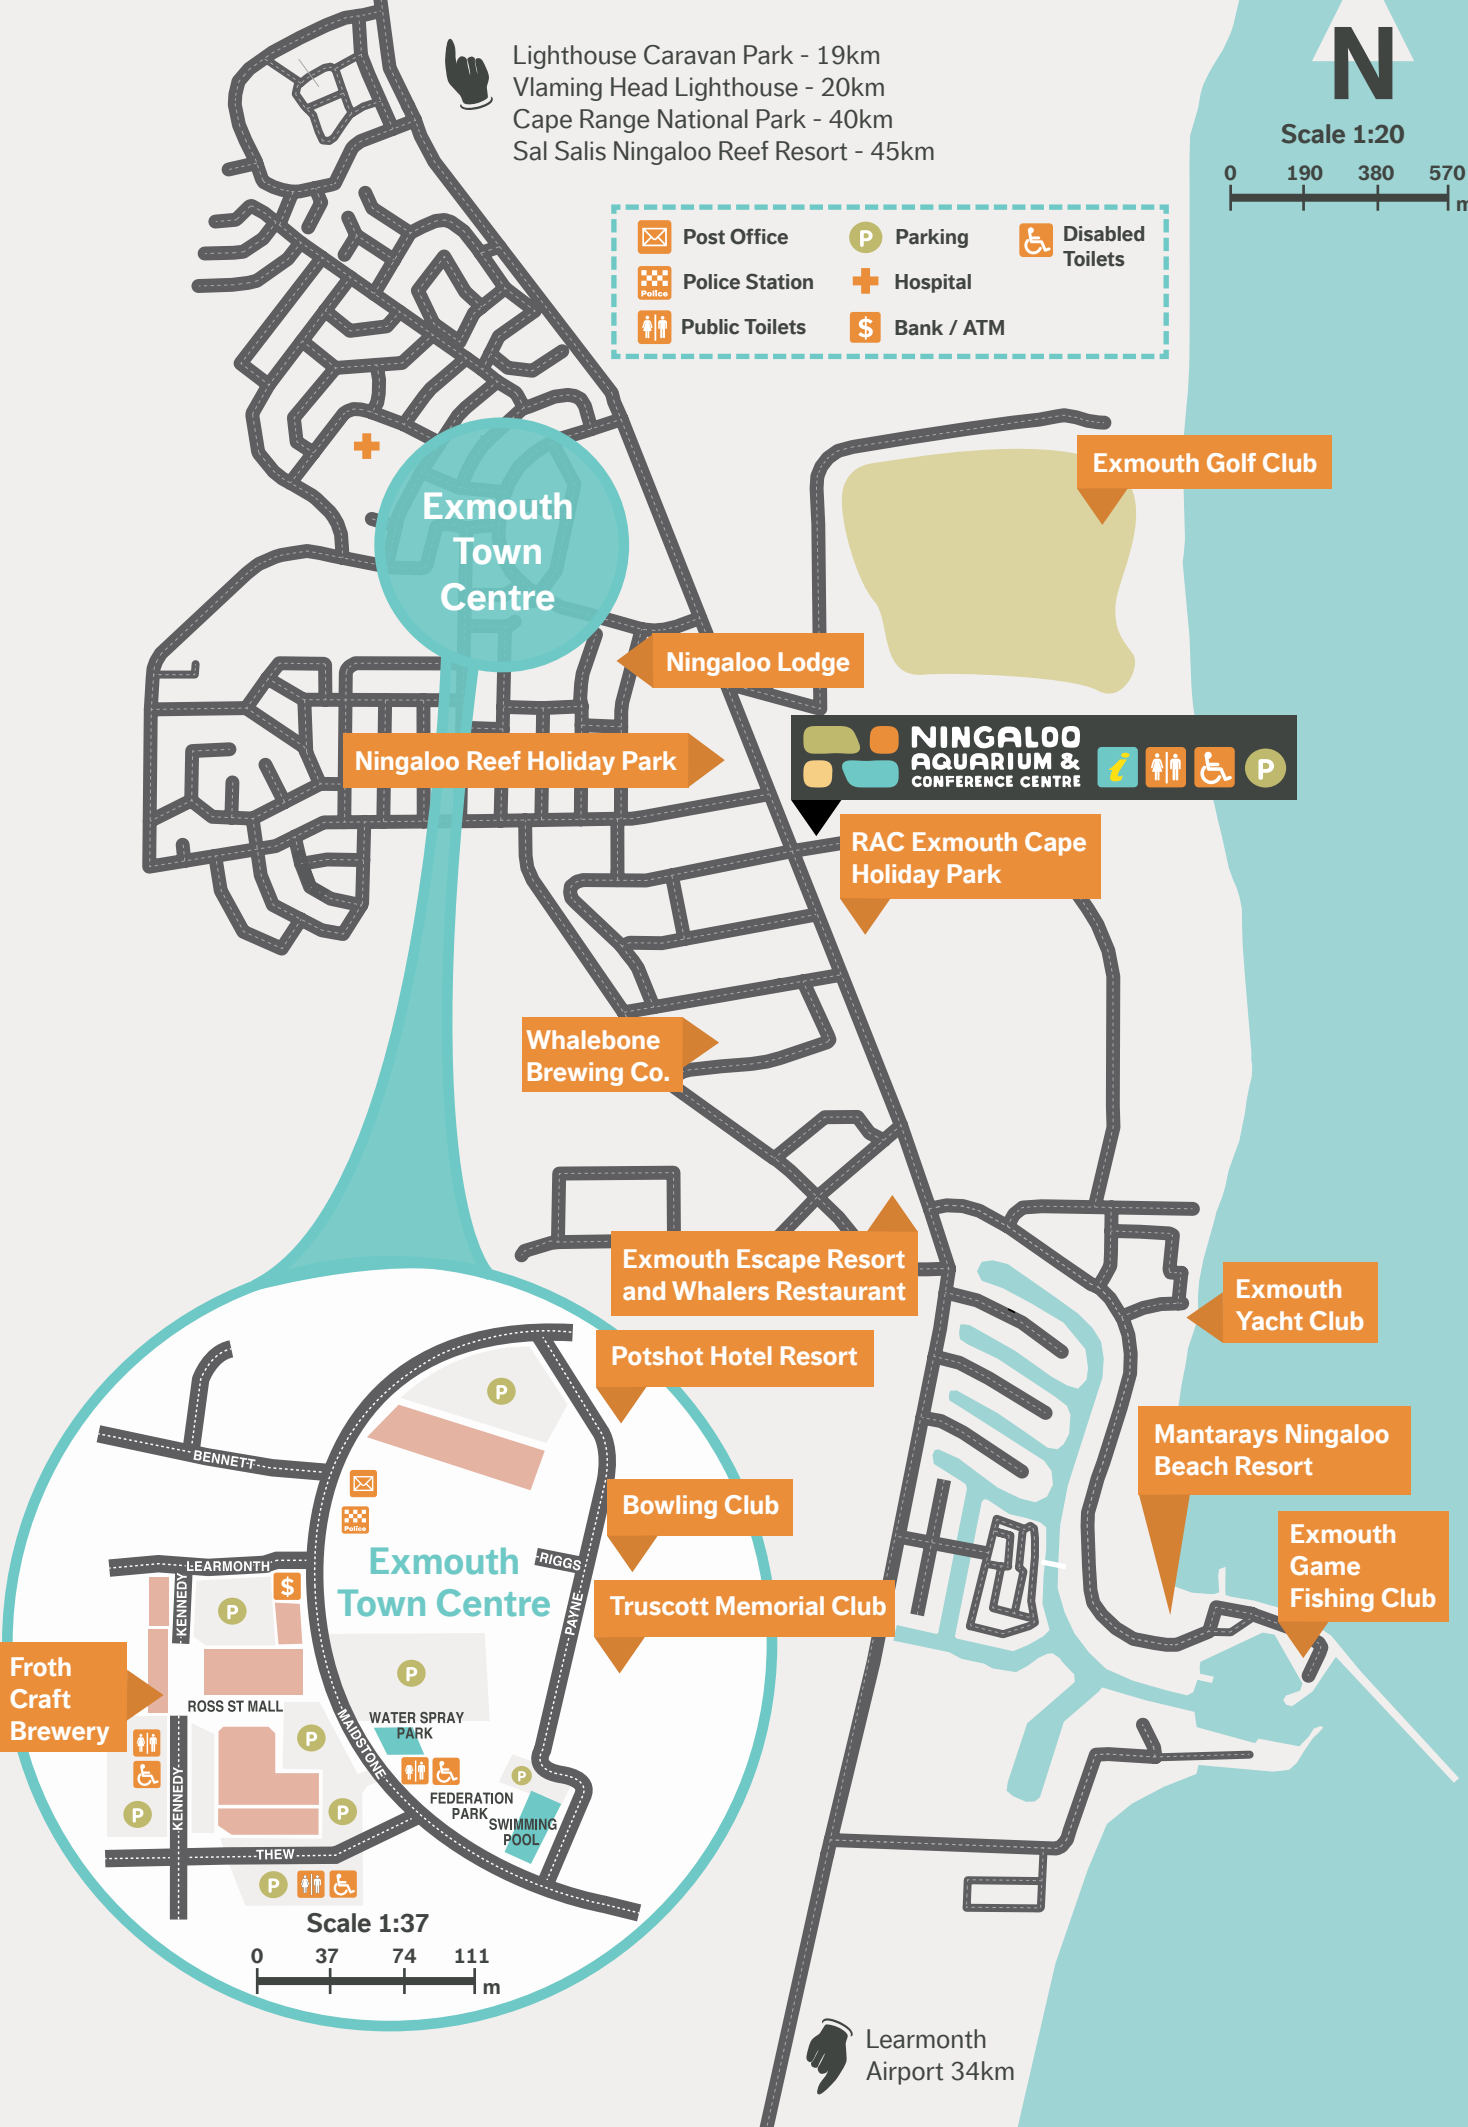 Lighthouse Caravan Park - 19km
Vlaming Head Lighthouse - 20km
Cape Range National Park - 40km
Sal Salis Ningaloo Reef Resort - 45km
N
Scale 1:20
0 190 380 570
m
Post Office
Police
Police Station
Public Toilets
P Parking
Hospital
$ Bank / ATM
Disabled
Toilets
Exmouth Golf Club
Exmouth
Town
Centre
Ningaloo Lodge
Ningaloo Reef Holiday Park
NINGALOO
AQUARIUM &
CONFERENCE CENTRE
i
P
RAC Exmouth Cape
Holiday Park
Whalebone
Brewing Co.
Exmouth Escape Resort
and Whalers Restaurant
Exmouth
Yacht Club
Potshot Hotel Resort
Mantarays Ningaloo
Beach Resort
Bowling Club
Exmouth
Game
Fishing Club
Truscott Memorial Club
P
BENNETT
Police
Exmouth
Town Centre
RIGGS
PAYNE
LEARMONTH
KENNEDY
$
P
P
Froth
Craft
Brewery
ROSS ST MALL
MAIDSTONE
WATER SPRAY
PARK
P
P
FEDERATION
PARK
SWIMMING
POOL
P
P
KENNEDY
THEW
P
Scale 1:37
0 37 74 111
m
Learmonth
Airport 34km